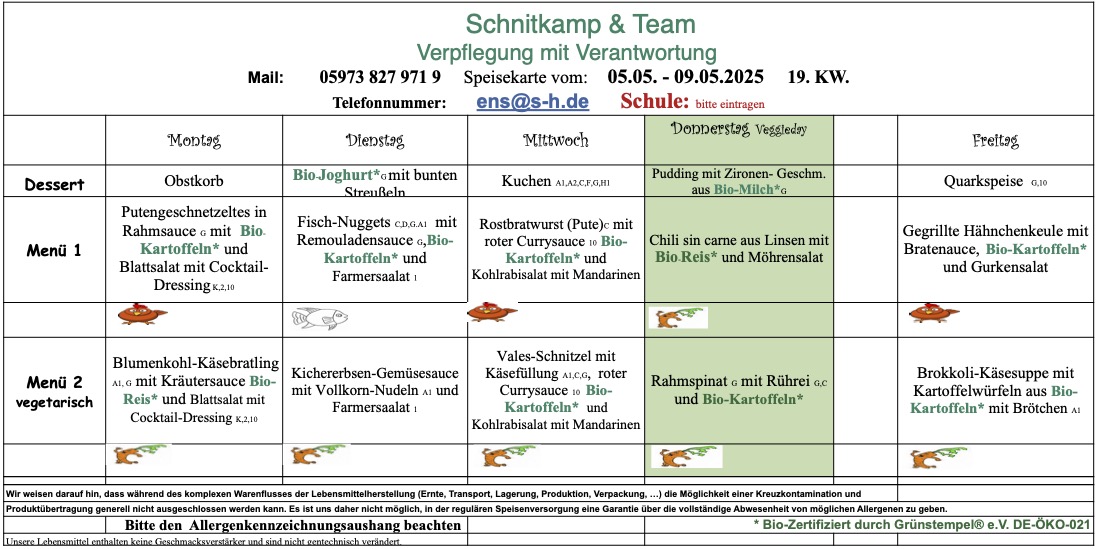 Schnitkamp & Team
Verpflegung mit Verantwortung
Mail: 05973 827 971 9 Speisekarte vom: 05.05. - 09.05.2025 19. KW.
Telefonnummer: ens@s-h.de Schule: bitte eintragen
Montag
Dienstag
Mittwoch
Donnerstag Veggieday
Freitag
Dessert
Obstkorb
Bio-Joghurt*G mit bunten
Streußeln
Kuchen A1,A2,C,F,G,H1
Pudding mit Zironen- Geschm.
aus Bio-Milch*G
Quarkspeise G,10
Menü 1
Putengeschnetzeltes in
Rahmsauce G mit Bio-
Kartoffeln* und
Blattsalat mit Cocktail-
Dressing K,2,10
Fisch-Nuggets C,D,G.A1 mit
Remouladensauce G,Bio-
Kartoffeln* und
Farmersaalat 1
Rostbratwurst (Pute)C mit
roter Currysauce 10 Bio-
Kartoffeln* und
Kohlrabisalat mit Mandarinen
Chili sin carne aus Linsen mit
Bio-Reis* und Möhrensalat
Gegrillte Hähnchenkeule mit
Bratenauce, Bio-Kartoffeln*
und Gurkensalat
Menü 2
vegetarisch
Blumenkohl-Käsebratling
A1, G mit Kräutersauce Bio-
Reis* und Blattsalat mit
Cocktail-Dressing K,2,10
Kichererbsen-Gemüsesauce
mit Vollkorn-Nudeln A1 und
Farmersaalat 1
Vales-Schnitzel mit
Käsefüllung A1,C,G, roter
Currysauce 10 Bio-
Kartoffeln* und
Kohlrabisalat mit Mandarinen
Rahmspinat G mit Rührei G,C
und Bio-Kartoffeln*
Brokkoli-Käsesuppe mit
Kartoffelwürfeln aus Bio-
Kartoffeln* mit Brötchen A1
Wir weisen darauf hin, dass während des komplexen Warenflusses der Lebensmittelherstellung (Ernte, Transport, Lagerung, Produktion, Verpackung, ...) die Möglichkeit einer Kreuzkontamination und
Produktübertragung generell nicht ausgeschlossen werden kann. Es ist uns daher nicht möglich, in der regulären Speisenversorgung eine Garantie über die vollständige Abwesenheit von möglichen Allergenen zu geben.
Bitte den Allergenkennzeichnungsaushang beachten
* Bio-Zertifiziert durch Grünstempel® e.V. DE-ÖKO-021
Unsere Lebensmittel enthalten keine Geschmacksverstärker und sind nicht gentechnisch verändert.